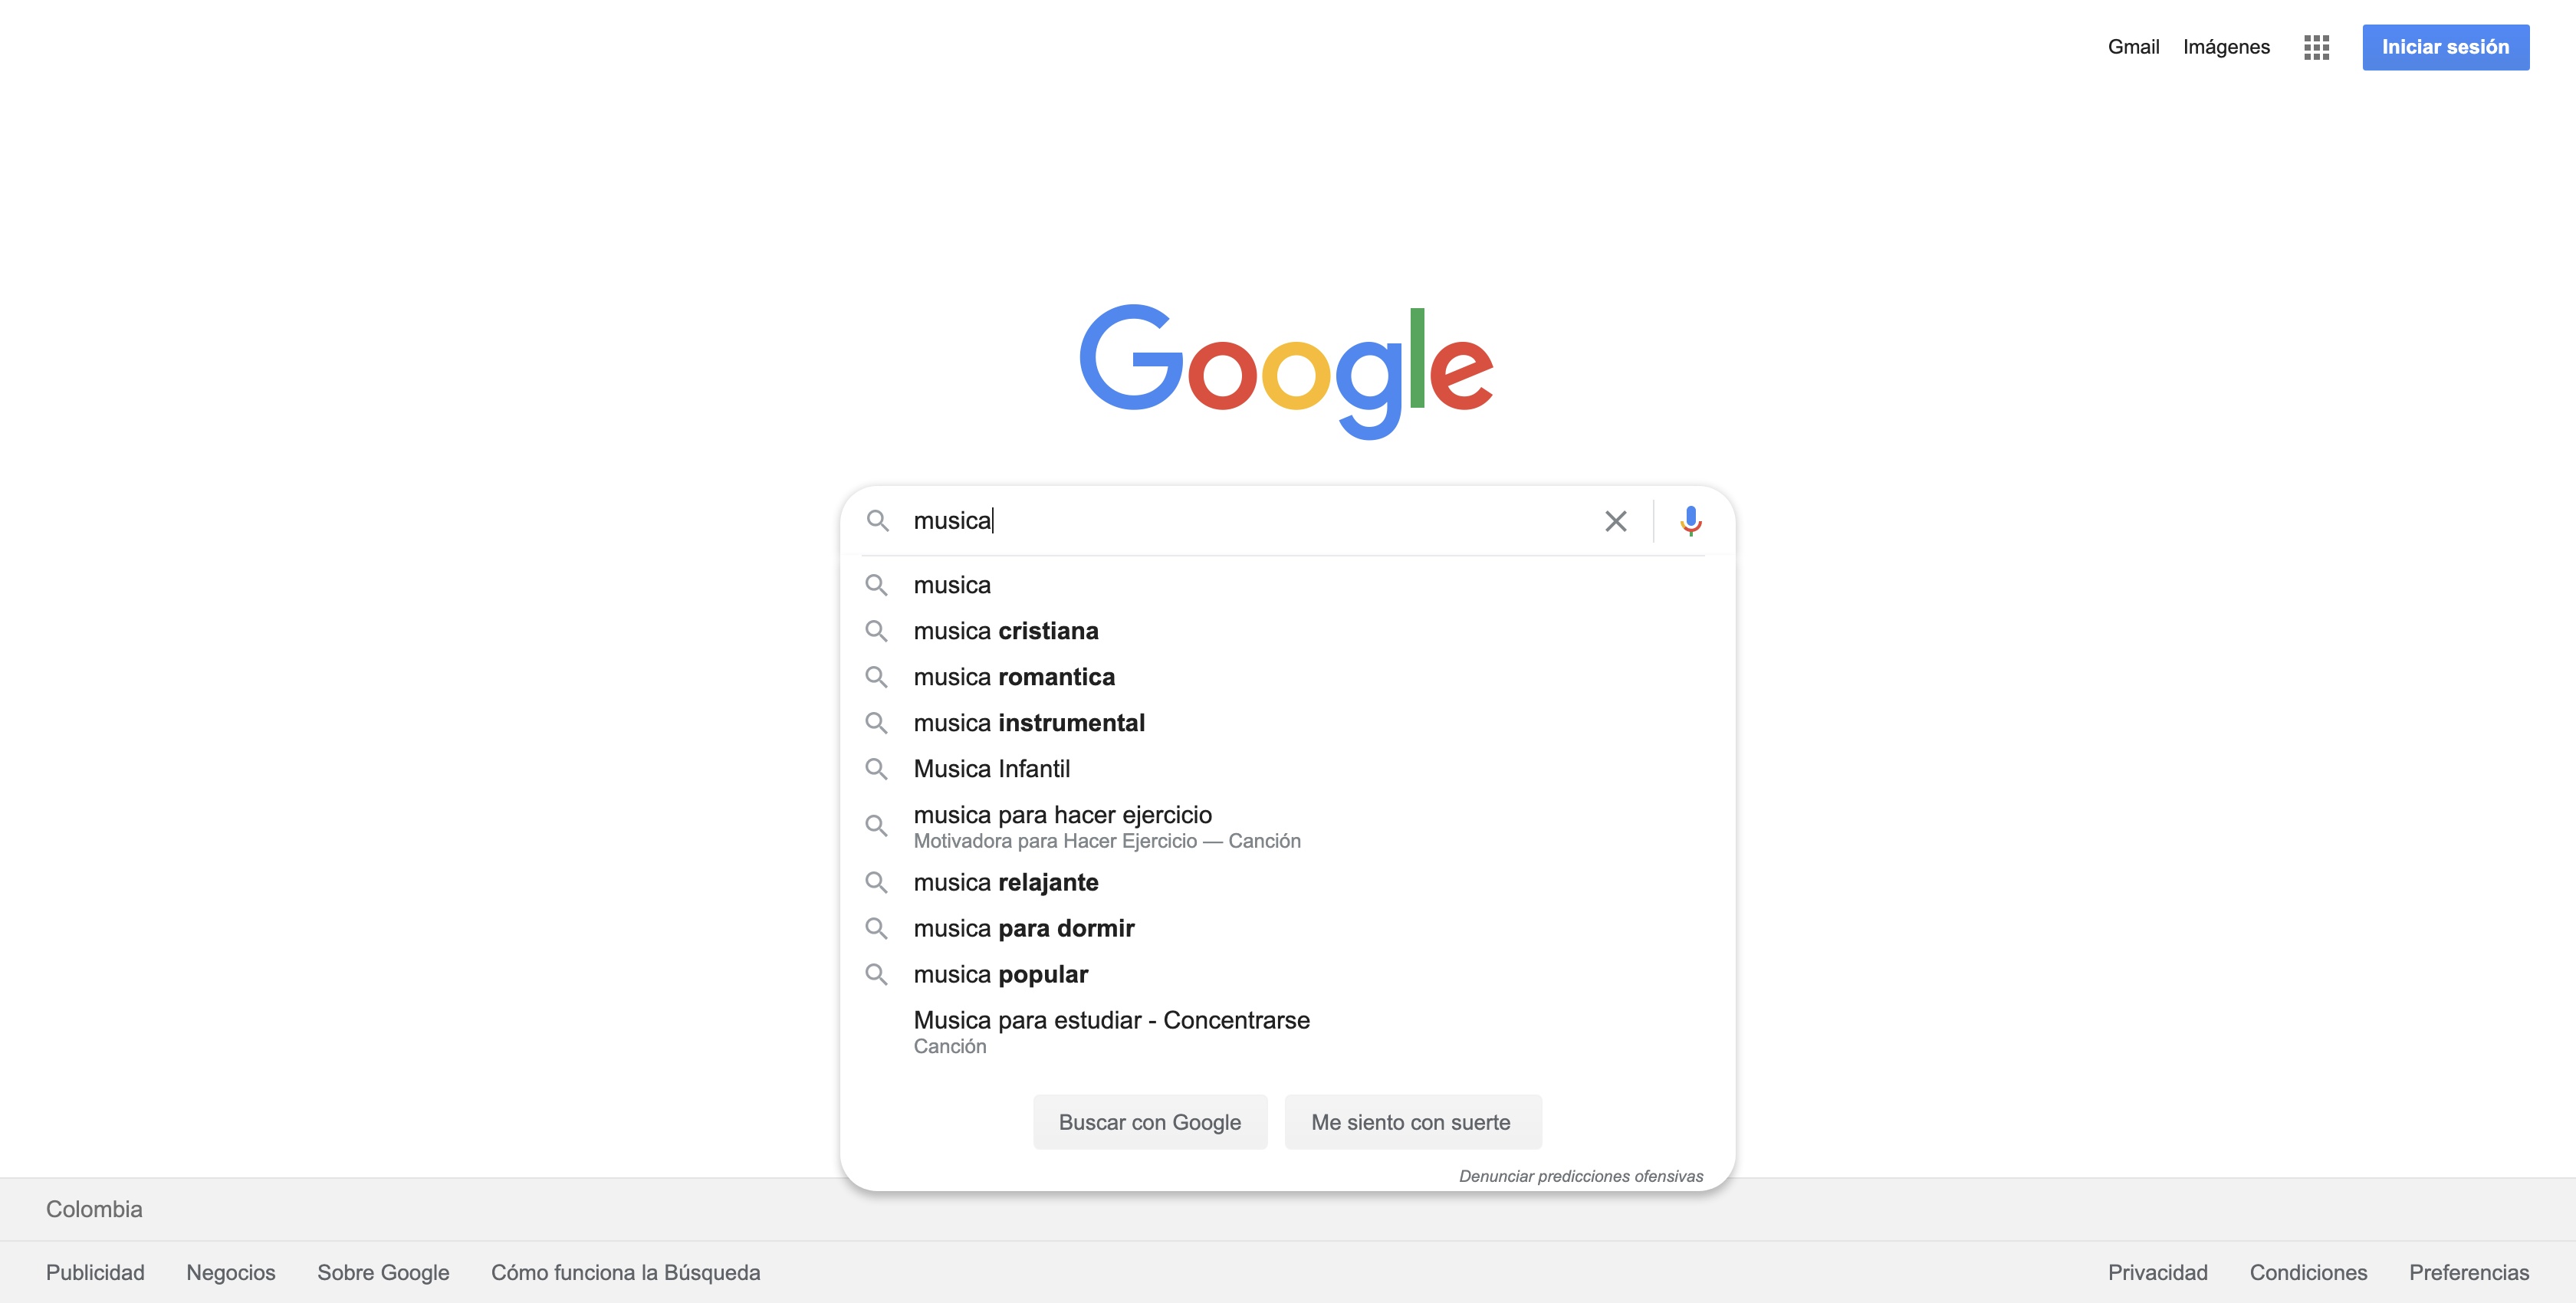 Gmail Imágenes Iniciar sesión
Google
musica
musica
musica cristiana
musica romantica
musica instrumental
Musica Infantil
musica para hacer ejercicio
Motivadora para Hacer Ejercicio — Canción
musica relajante
musica para dormir
musica popular
Musica para estudiar - Concentrarse
Canción
Buscar con Google Me siento con suerte
Denunciar predicciones ofensivas
Colombia
Publicidad Negocios Sobre Google Cómo funciona la Búsqueda Privacidad Condiciones Preferencias